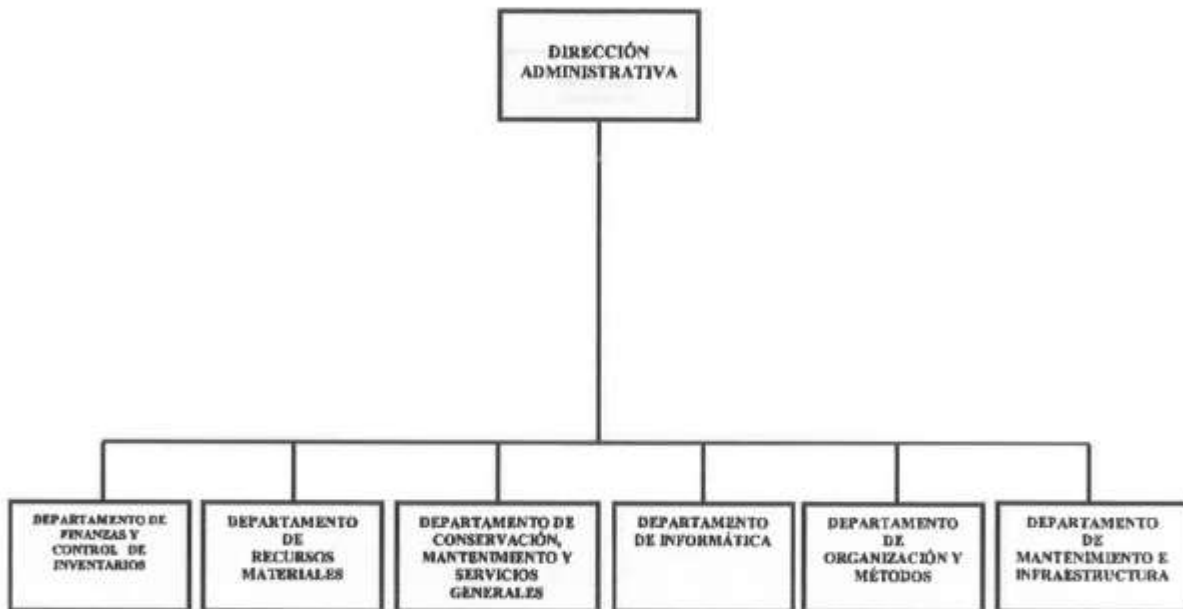 DIRECCIÓN
ADMINISTRATIVA
DEPARTAMENTO DE
FINANZAS Y
CONTROL DE
INVENTARIOS
DEPARTAMENTO
DE
RECURSOS
MATERIALES
DEPARTAMENTO DE
CONSERVACIÓN,
MANTENIMIENTO Y
SERVICIOS
GENERALES
DEPARTAMENTO
DE INFORMÁTICA
DEPARTAMENTO
DE
ORGANIZACIÓN Y
MÉTODOS
DEPARTAMENTO
DE
MANTENIMIENTO E
INFRAESTRUCTURA